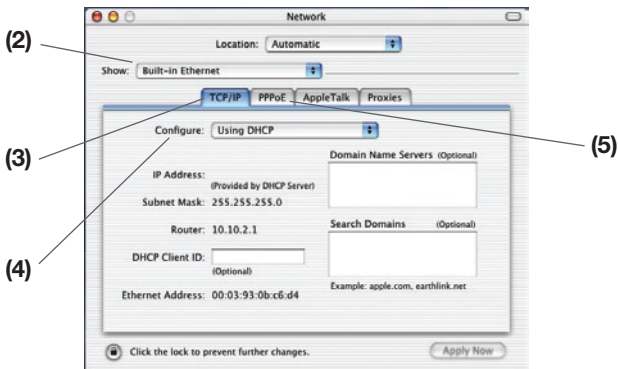 Network
Location: Automatic
(2)
Show: Built-in Ethernet
TCP/IP PPPoE AppleTalk Proxies
(3)
Configure: Using DHCP
(5)
Domain Name Servers (Optional)
IP Address:
(Provided by DHCP Server)
Subnet Mask: 255.255.255.0
Router: 10.10.2.1
Search Domains (Optional)
(4)
DHCP Client ID:
(Optional)
Example: apple.com, earthlink.net
Ethernet Address: 00:03:93:0b:c6:d4
Click the lock to prevent further changes.
Apply Now